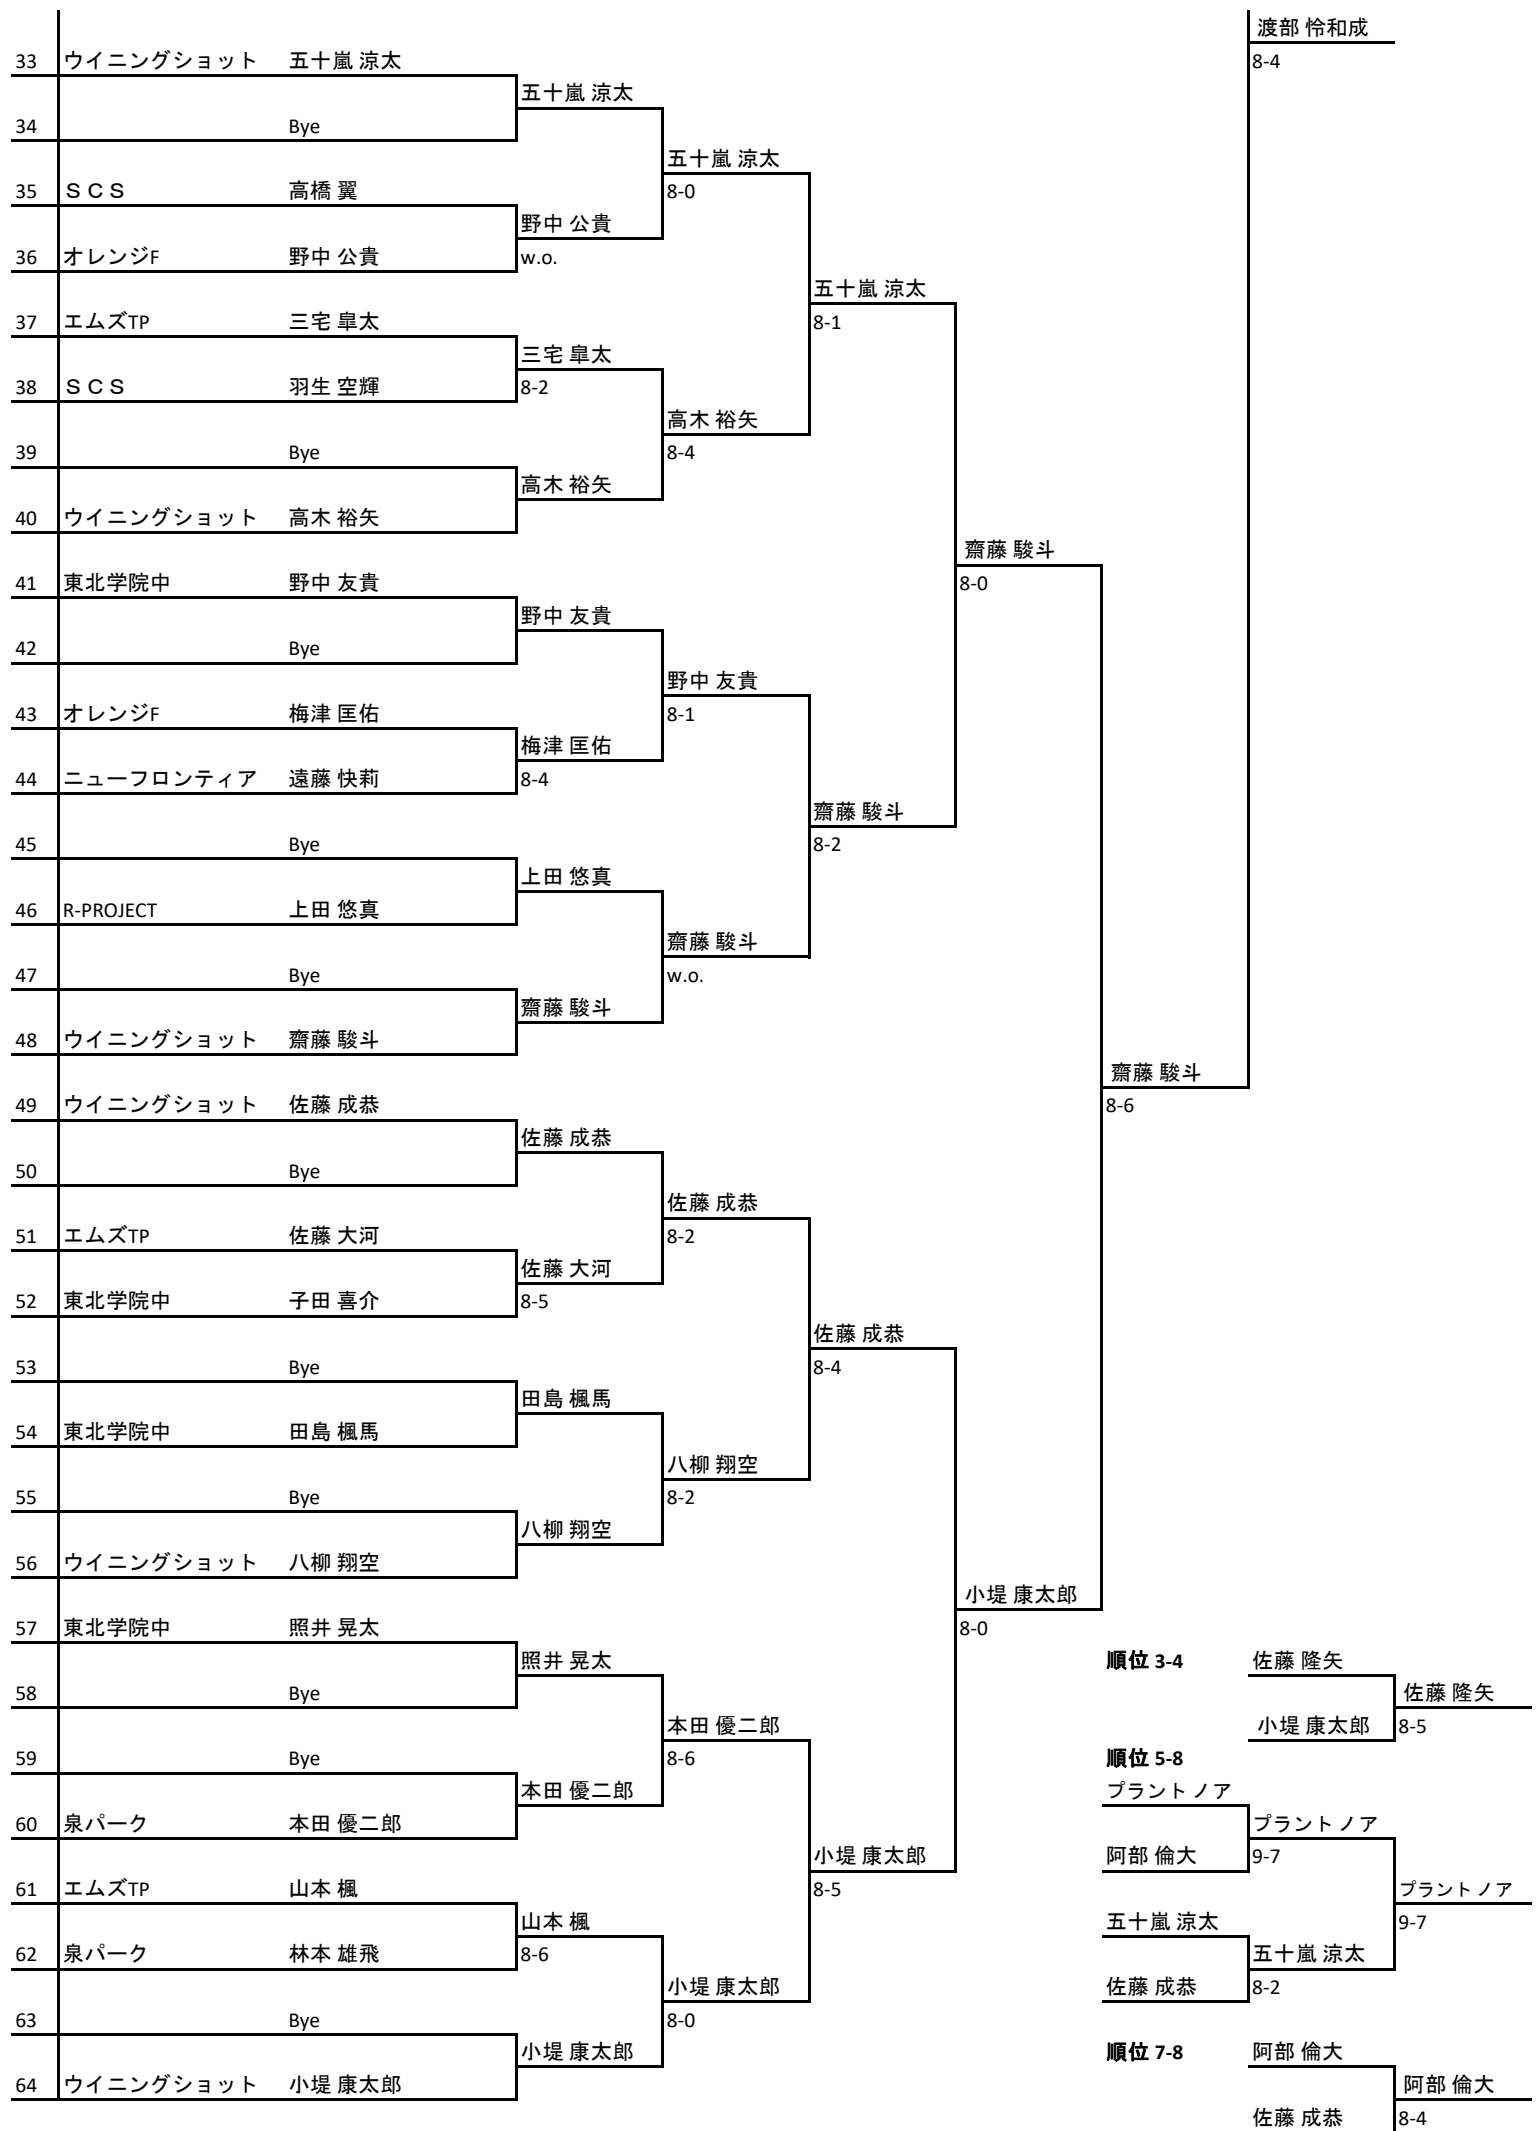 渡部 怜和成
33 ウイニングショット 五十嵐 涼太
8-4
五十嵐 涼太
34 Bye
五十嵐 涼太
35 ＳＣＳ 高橋 翼
8-0
野中 公貴
36 オレンジF 野中 公貴
w.o.
五十嵐 涼太
37 エムズTP 三宅 皐太
8-1
三宅 皐太
38 ＳＣＳ 羽生 空輝
8-2
高木 裕矢
39 Bye
8-4
高木 裕矢
40 ウイニングショット 高木 裕矢
齋藤 駿斗
41 東北学院中 野中 友貴
8-0
野中 友貴
42 Bye
野中 友貴
43 オレンジF 梅津 匡佑
8-1
梅津 匡佑
44 ニューフロンティア 遠藤 快莉
8-4
齋藤 駿斗
45 Bye
8-2
上田 悠真
46 R-PROJECT 上田 悠真
齋藤 駿斗
47 Bye
w.o.
齋藤 駿斗
48 ウイニングショット 齋藤 駿斗
齋藤 駿斗
49 ウイニングショット 佐藤 成恭
8-6
佐藤 成恭
50 Bye
佐藤 成恭
51 エムズTP 佐藤 大河
8-2
佐藤 大河
52 東北学院中 子田 喜介
8-5
佐藤 成恭
53 Bye
8-4
田島 楓馬
54 東北学院中 田島 楓馬
八柳 翔空
55 Bye
8-2
八柳 翔空
56 ウイニングショット 八柳 翔空
小堤 康太郎
57 東北学院中 照井 晃太
8-0
照井 晃太
順位 3-4 佐藤 隆矢
58 Bye
佐藤 隆矢
本田 優二郎
小堤 康太郎
8-5
59 Bye
8-6
順位 5-8
本田 優二郎
プラント ノア
60 泉パーク 本田 優二郎
プラント ノア
小堤 康太郎
阿部 倫大
9-7
61 エムズTP 山本 楓
8-5
プラント ノア
山本 楓
五十嵐 涼太
9-7
62 泉パーク 林本 雄飛
8-6
五十嵐 涼太
小堤 康太郎
佐藤 成恭
8-2
63 Bye
8-0
小堤 康太郎
順位 7-8 阿部 倫大
64 ウイニングショット 小堤 康太郎
阿部 倫大
佐藤 成恭
8-4